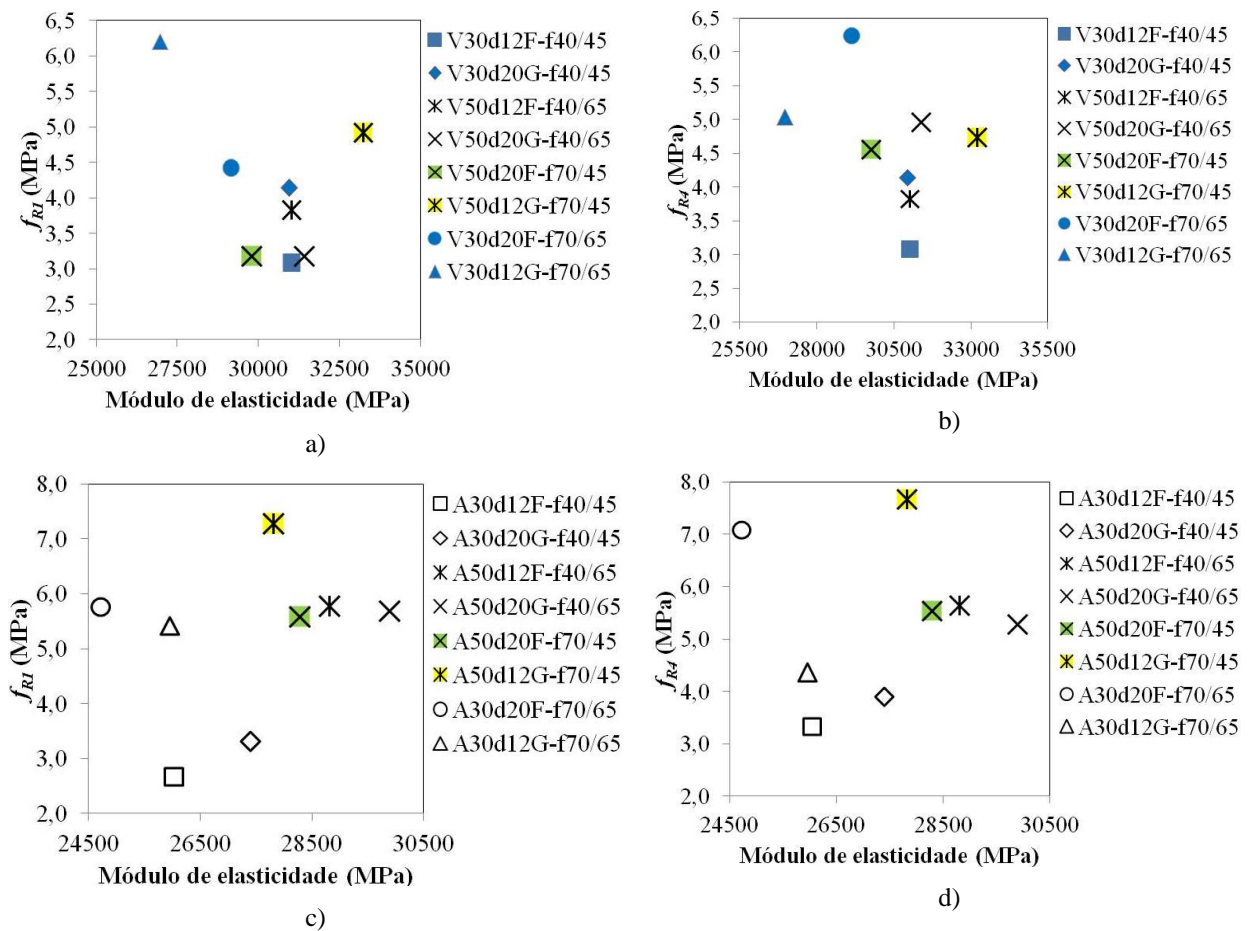 a)
6,5
6,0
5,5
5,0
4,5
4,0
3,5
3,0
2,5
2,0
f_R1 (MPa)
25000 27500 30000 32500 35000
Módulo de elasticidade (MPa)
V30d12F-f40/45
V30d20G-f40/45
V50d12F-f40/65
V50d20G-f40/65
V50d20F-f70/45
V50d12G-f70/45
V30d20F-f70/65
V30d12G-f70/65
a)
b)
6,5
6,0
5,5
5,0
4,5
4,0
3,5
3,0
2,5
2,0
f_R4 (MPa)
25500 28000 30500 33000 35500
Módulo de elasticidade (MPa)
V30d12F-f40/45
V30d20G-f40/45
V50d12F-f40/65
V50d20G-f40/65
V50d20F-f70/45
V50d12G-f70/45
V30d20F-f70/65
V30d12G-f70/65
b)
c)
8,0
7,0
6,0
5,0
4,0
3,0
2,0
f_R1 (MPa)
24500 26500 28500 30500
Módulo de elasticidade (MPa)
A30d12F-f40/45
A30d20G-f40/45
A50d12F-f40/65
A50d20G-f40/65
A50d20F-f70/45
A50d12G-f70/45
A30d20F-f70/65
A30d12G-f70/65
c)
d)
8,0
7,0
6,0
5,0
4,0
3,0
2,0
f_R4 (MPa)
24500 26500 28500 30500
Módulo de elasticidade (MPa)
A30d12F-f40/45
A30d20G-f40/45
A50d12F-f40/65
A50d20G-f40/65
A50d20F-f70/45
A50d12G-f70/45
A30d20F-f70/65
A30d12G-f70/65
d)